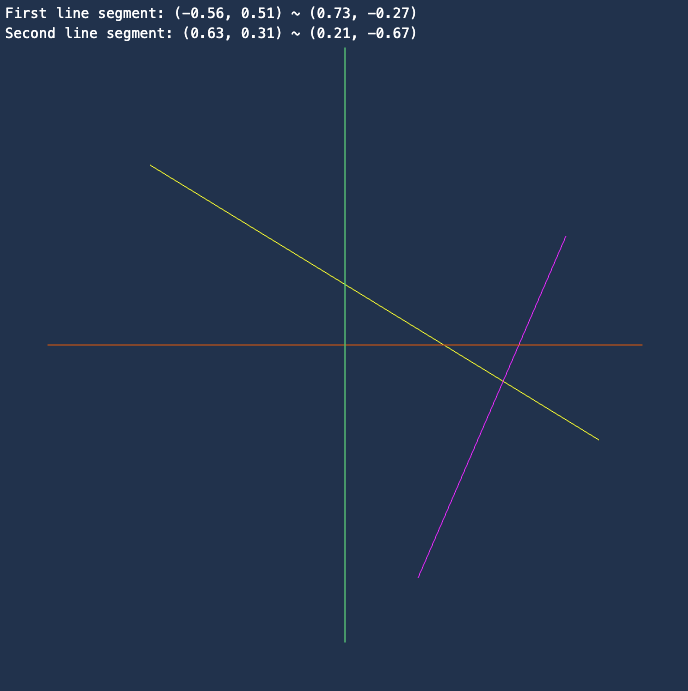 First line segment: (-0.56, 0.51) ~ (0.73, -0.27)
Second line segment: (0.63, 0.31) ~ (0.21, -0.67)